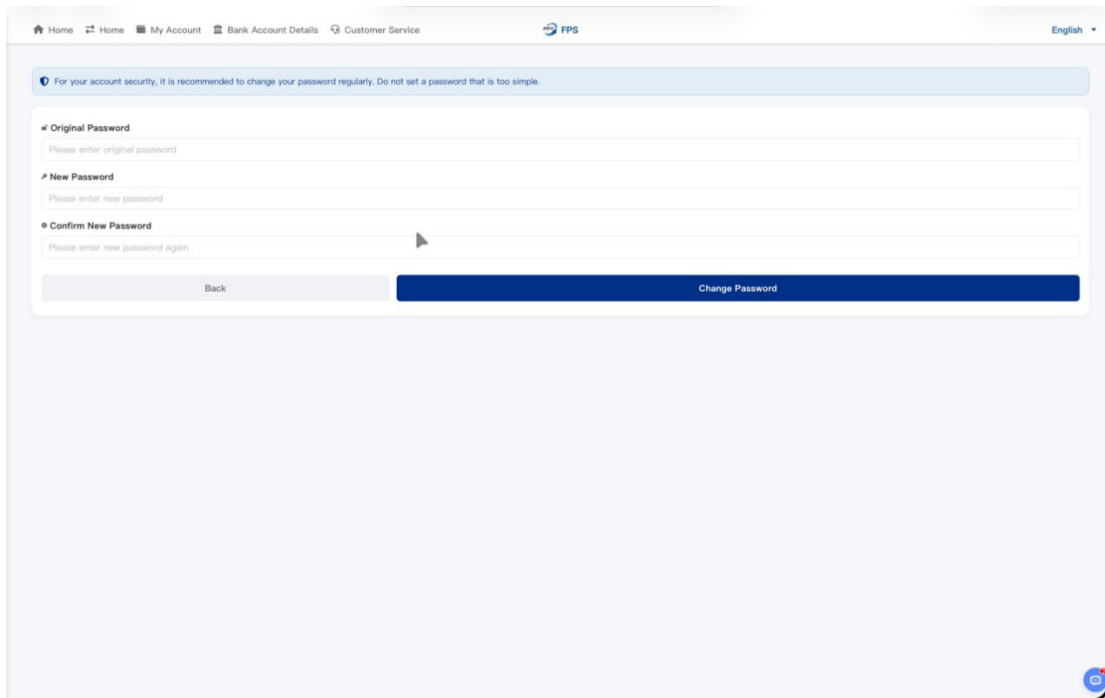 Home Home My Account Bank Account Details Customer Service FPS English
For your account security, it is recommended to change your password regularly. Do not set a password that is too simple.
Original Password
Please enter original password
New Password
Please enter new password
Confirm New Password
Please enter new password again
Back Change Password